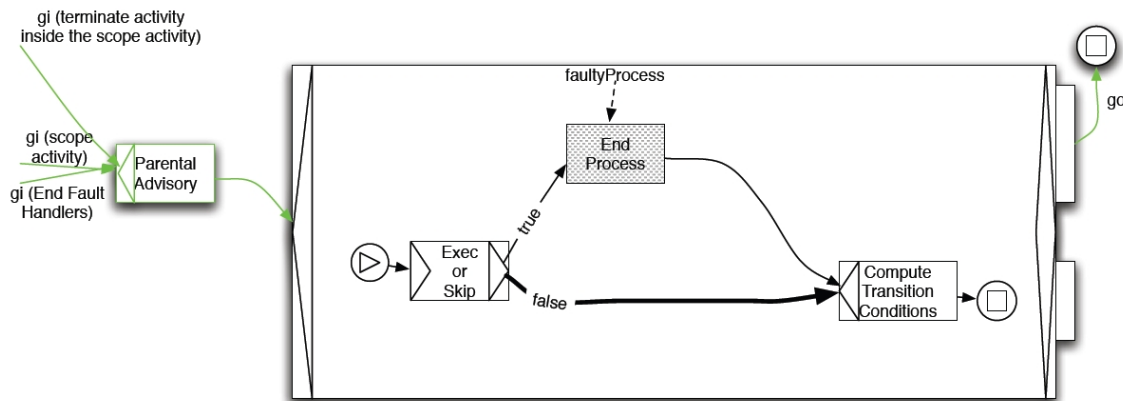 gi (terminate activity
inside the scope activity)
gi (scope
activity)
gi (End Fault
Handlers)
Parental
Advisory
faultyProcess
End
Process
true
Exec
or
Skip
false
Compute
Transition
Conditions
go